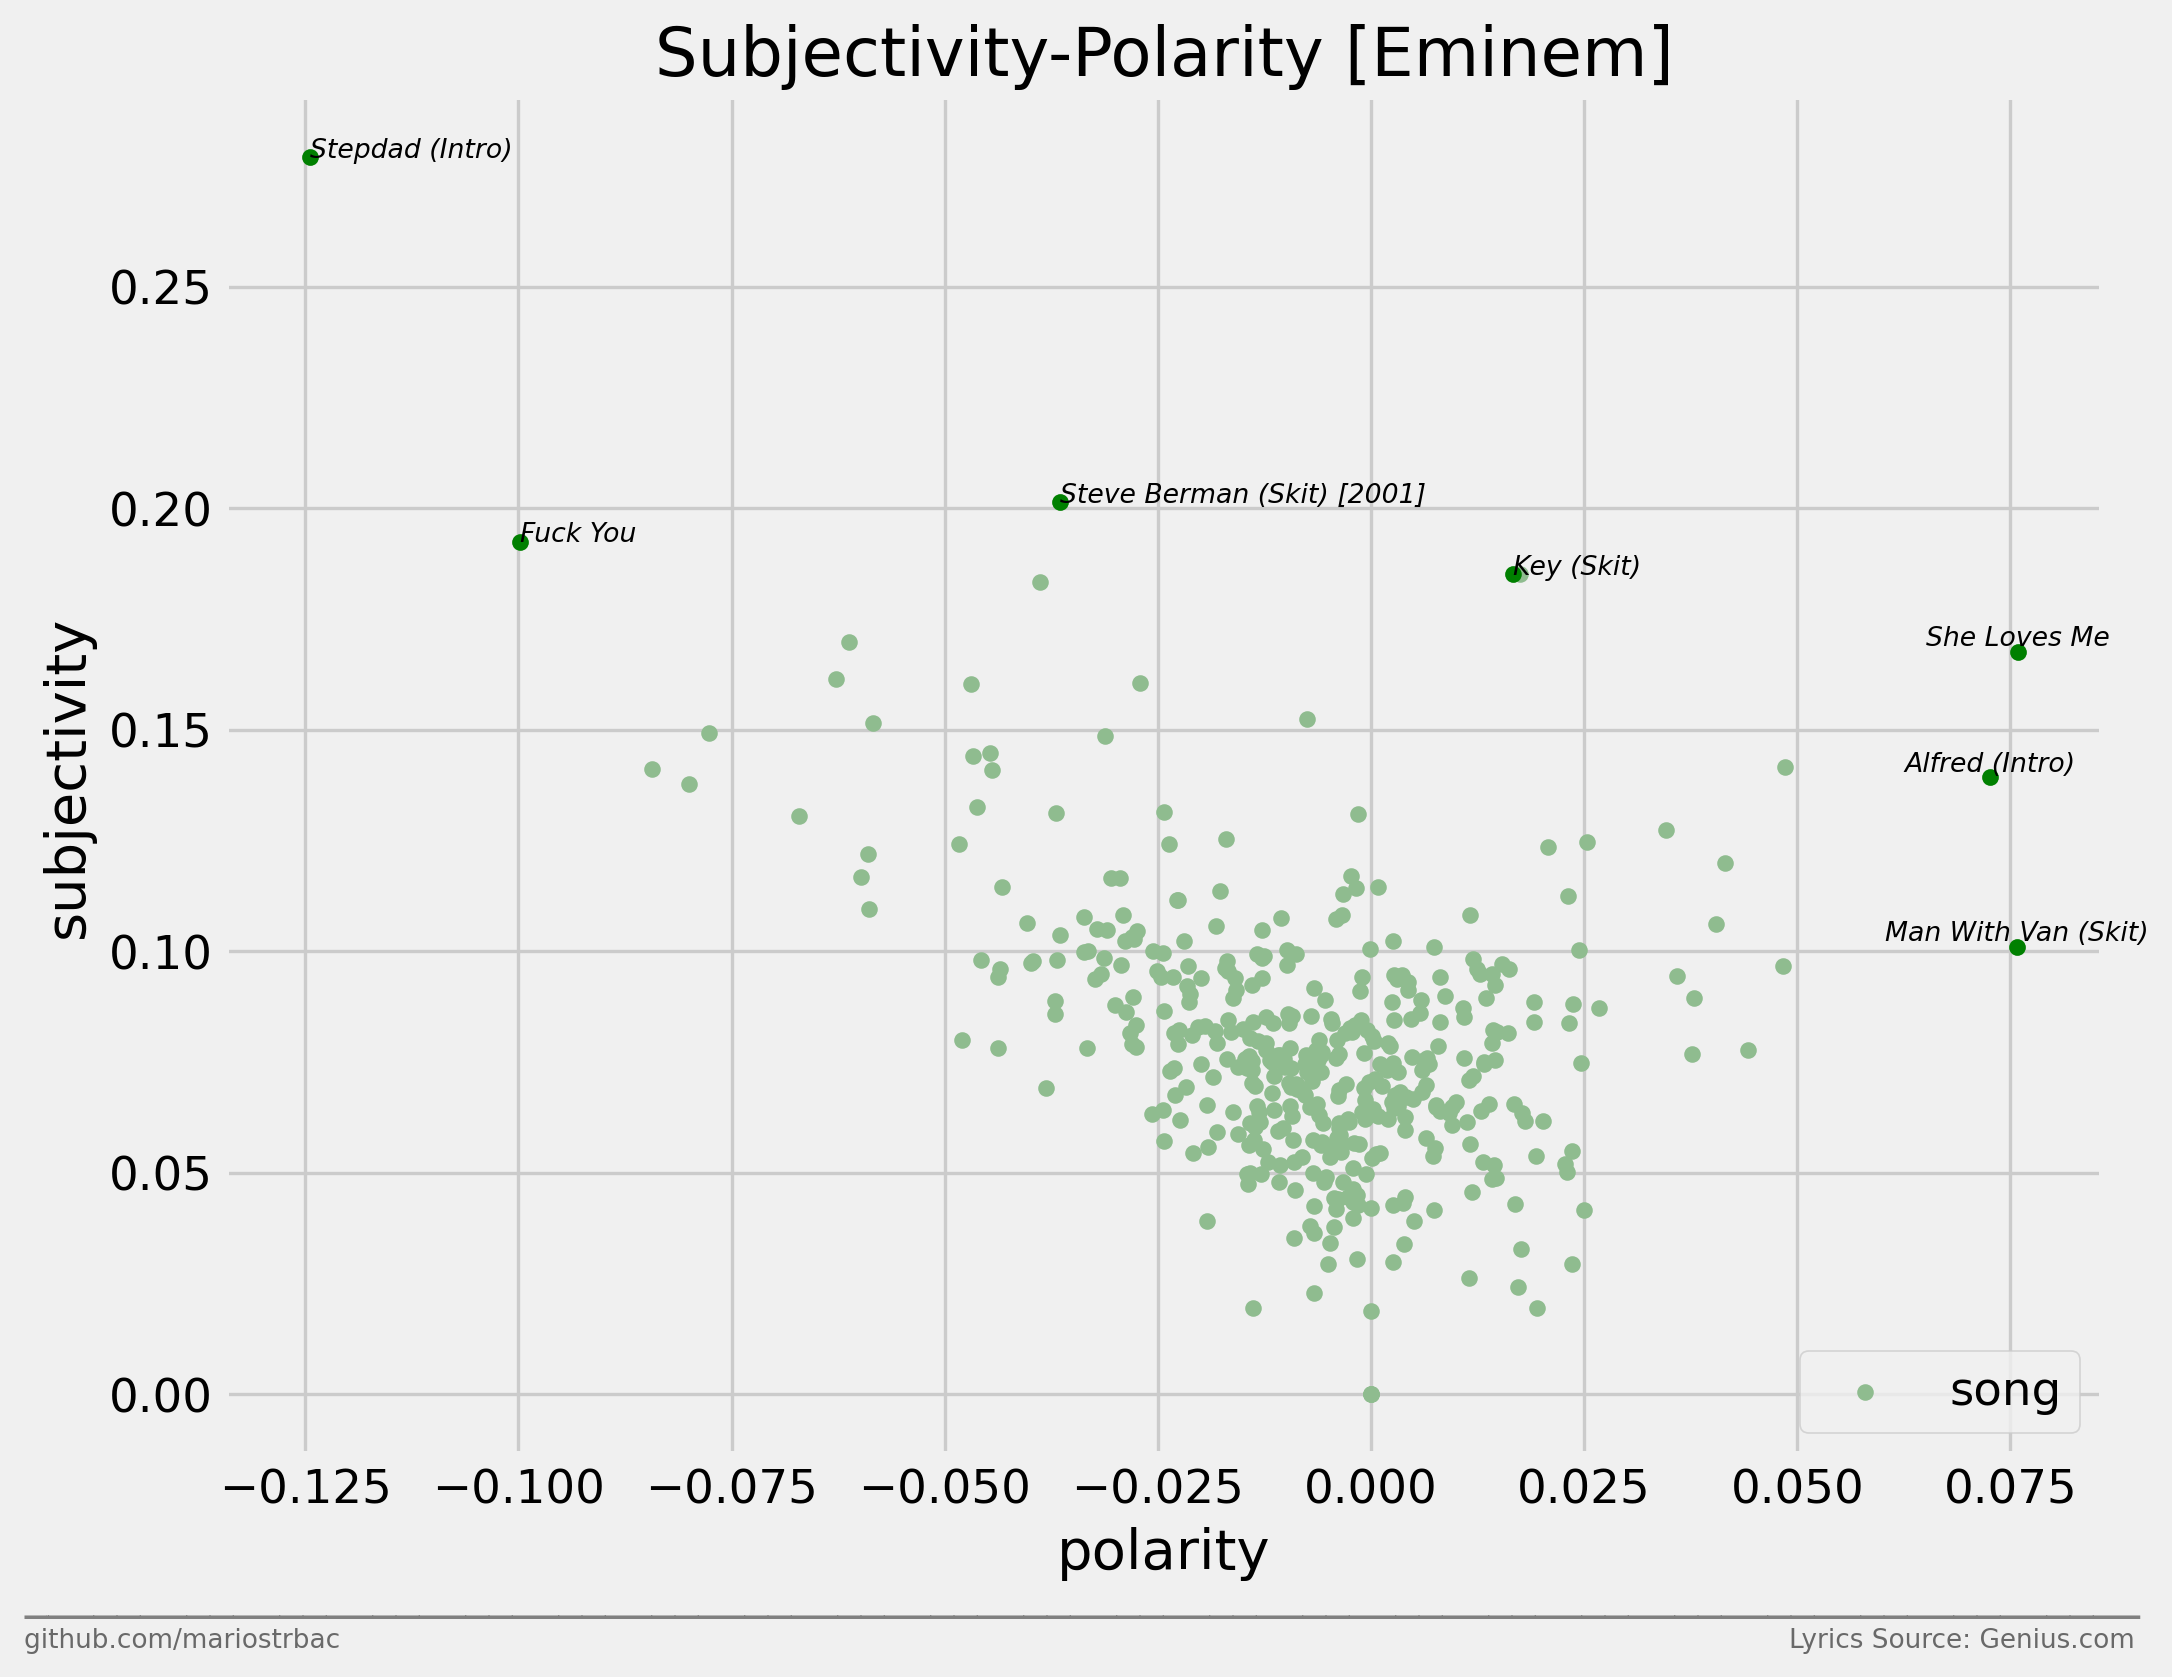 Subjectivity-Polarity [Eminem]
Stepdad (Intro)
0.25
Steve Berman (Skit) [2001]
0.20
Fuck You
Key (Skit)
She Loves Me
0.15
Alfred (Intro)
Man With Van (Skit)
0.10
subjectivity
0.05
0.00
song
−0.125 −0.100 −0.075 −0.050 −0.025 0.000 0.025 0.050 0.075
polarity
github.com/mariostrbac
Lyrics Source: Genius.com